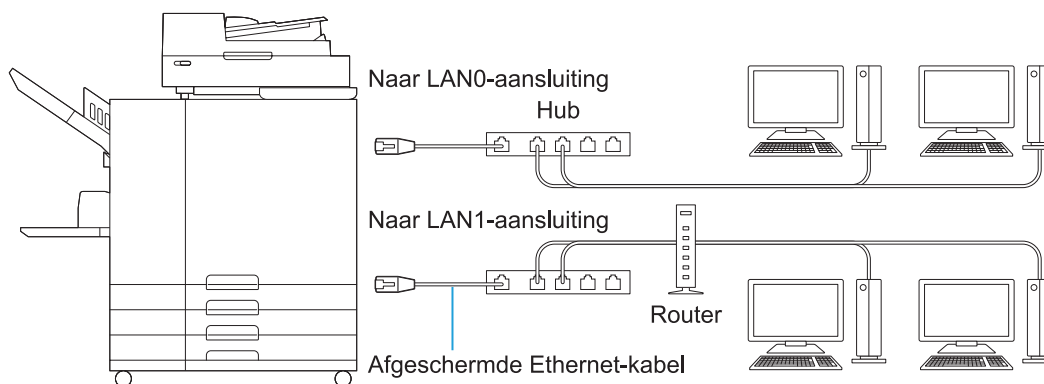 Naar LAN0-aansluiting
Hub
Naar LAN1-aansluiting
Router
Afgeschermde Ethernet-kabel